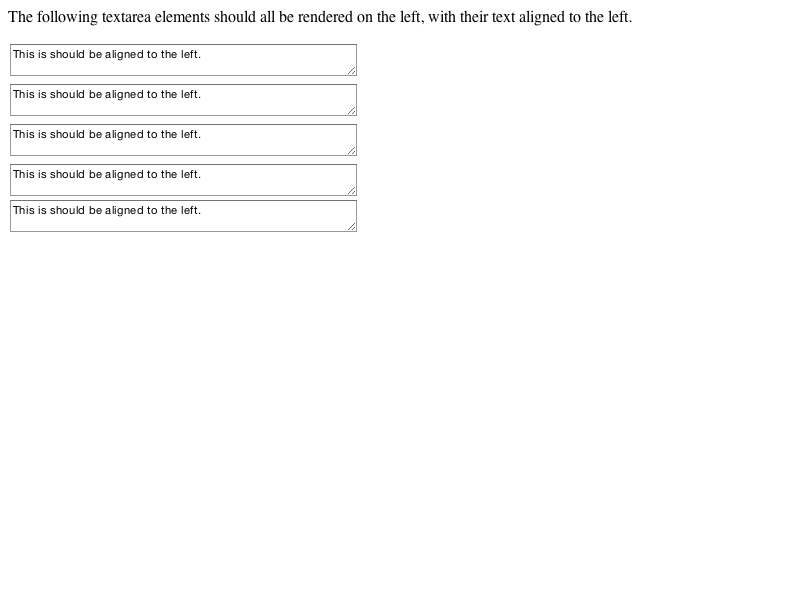 The following textarea elements should all be rendered on the left, with their text aligned to the left.
This is should be aligned to the left.
This is should be aligned to the left.
This is should be aligned to the left.
This is should be aligned to the left.
This is should be aligned to the left.